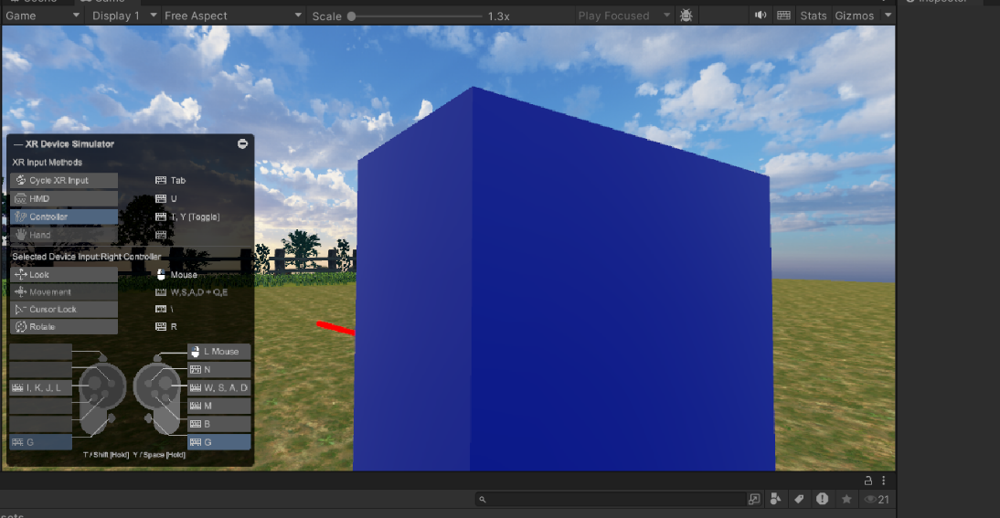 Game Display 1 Free Aspect Scale 1.3x Play Focused Stats Gizmos
XR Device Simulator
XR Input Methods
Cycle XR Input Tab
HMD U
Controller T, Y [Toggle]
Hand
Selected Device Input:Right Controller
Look Mouse
Movement W,S,A,D + Q,E
Cursor Lock \
Rotate R
L Mouse
N
I, K, J, L W, S, A, D
M
B
G G
T / Shift [Hold] Y / Space [Hold]
21